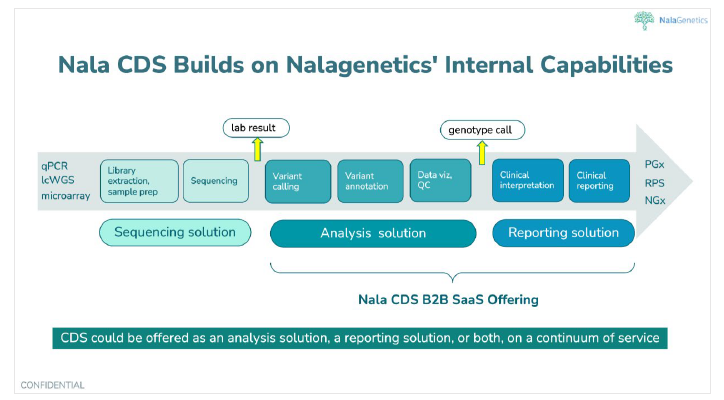 NalaGenetics
Nala CDS Builds on Nalagenetics' Internal Capabilities
lab result
genotype call
qPCR
lcWGS
microarray
Library
extraction,
sample prep
Sequencing
Variant
calling
Variant
annotation
Data viz,
QC
Clinical
interpretation
Clinical
reporting
PGx
RPS
NGx
Sequencing solution
Analysis solution
Reporting solution
Nala CDS B2B SaaS Offering
CDS could be offered as an analysis solution, a reporting solution, or both, on a continuum of service
CONFIDENTIAL